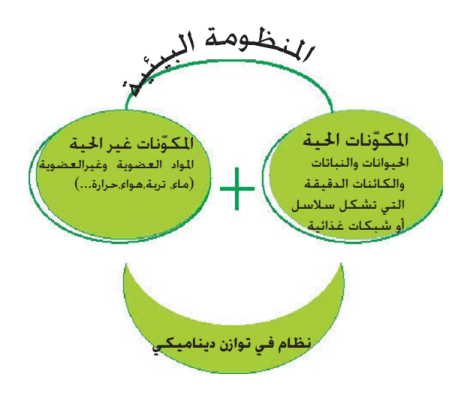 المنظومة البيئية
المكوّنات الحية
الحيوانات والنباتات
والكائنات الدقيقة
التي تشكل سلاسل
أو شبكات غذائية
+
المكوّنات غير الحية
المواد العضوية وغيرالعضوية
(ماء، تربة،هواء،حرارة...)
نظام في توازن ديناميكي